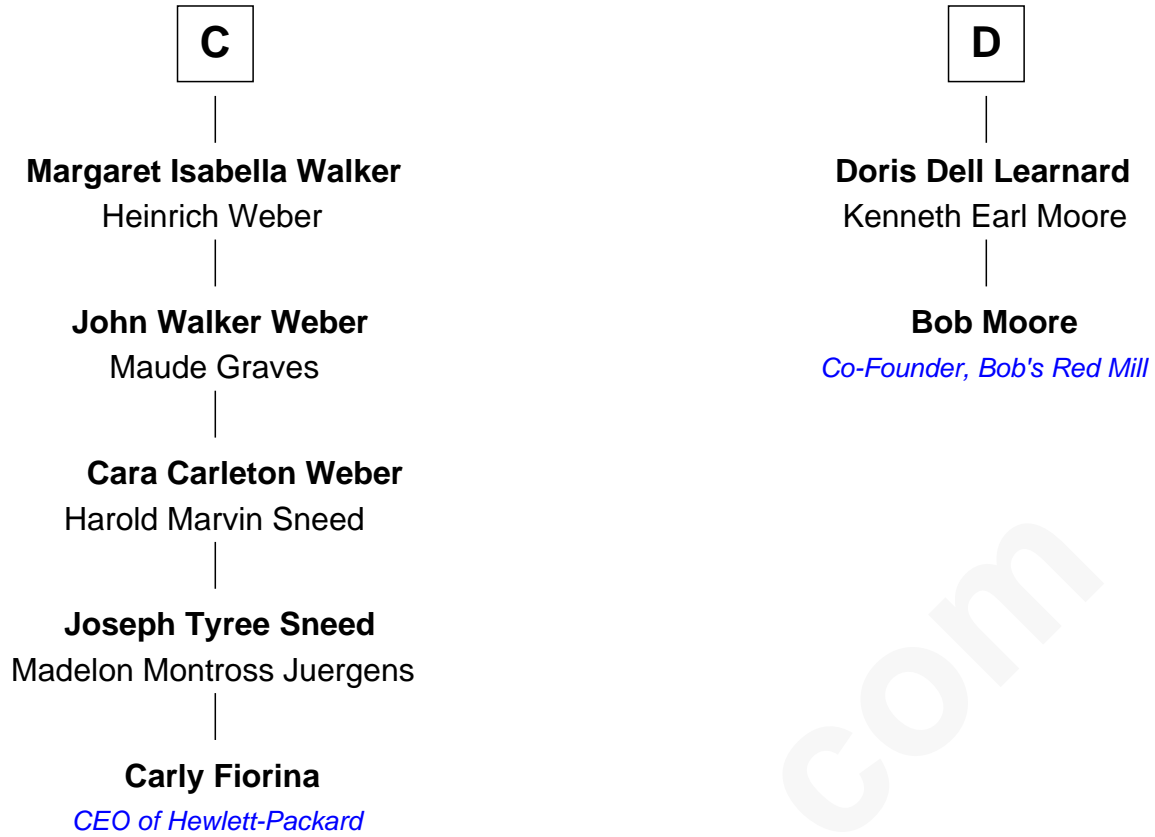 C
Margaret Isabella Walker
Heinrich Weber
John Walker Weber
Maude Graves
Cara Carleton Weber
Harold Marvin Sneed
Joseph Tyree Sneed
Madelon Montross Juergens
Carly Fiorina
CEO of Hewlett-Packard
D
Doris Dell Learnard
Kenneth Earl Moore
Bob Moore
Co-Founder, Bob's Red Mill
com